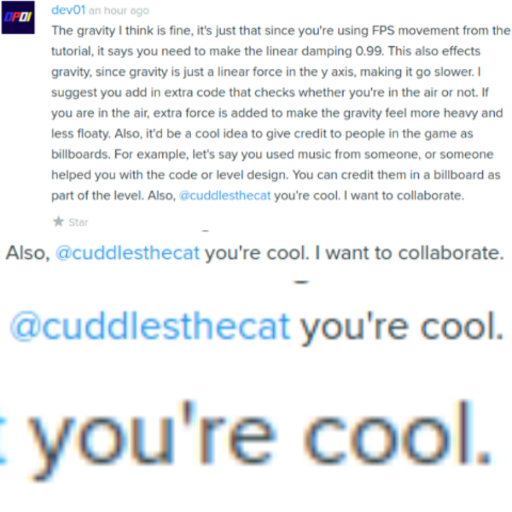 dev01 an hour ago
The gravity I think is fine, it's just that since you're using FPS movement from the
tutorial, it says you need to make the linear damping 0.99. This also effects
gravity, since gravity is just a linear force in the y axis, making it go slower. I
suggest you add in extra code that checks whether you're in the air or not. If
you are in the air, extra force is added to make the gravity feel more heavy and
less floaty. Also, it'd be a cool idea to give credit to people in the game as
billboards. For example, let's say you used music from someone, or someone
helped you with the code or level design. You can credit them in a billboard as
part of the level. Also, @cuddlesthecat you're cool. I want to collaborate.
Star
Also, @cuddlesthecat you're cool. I want to collaborate.
@cuddlesthecat you're cool.
you're cool.